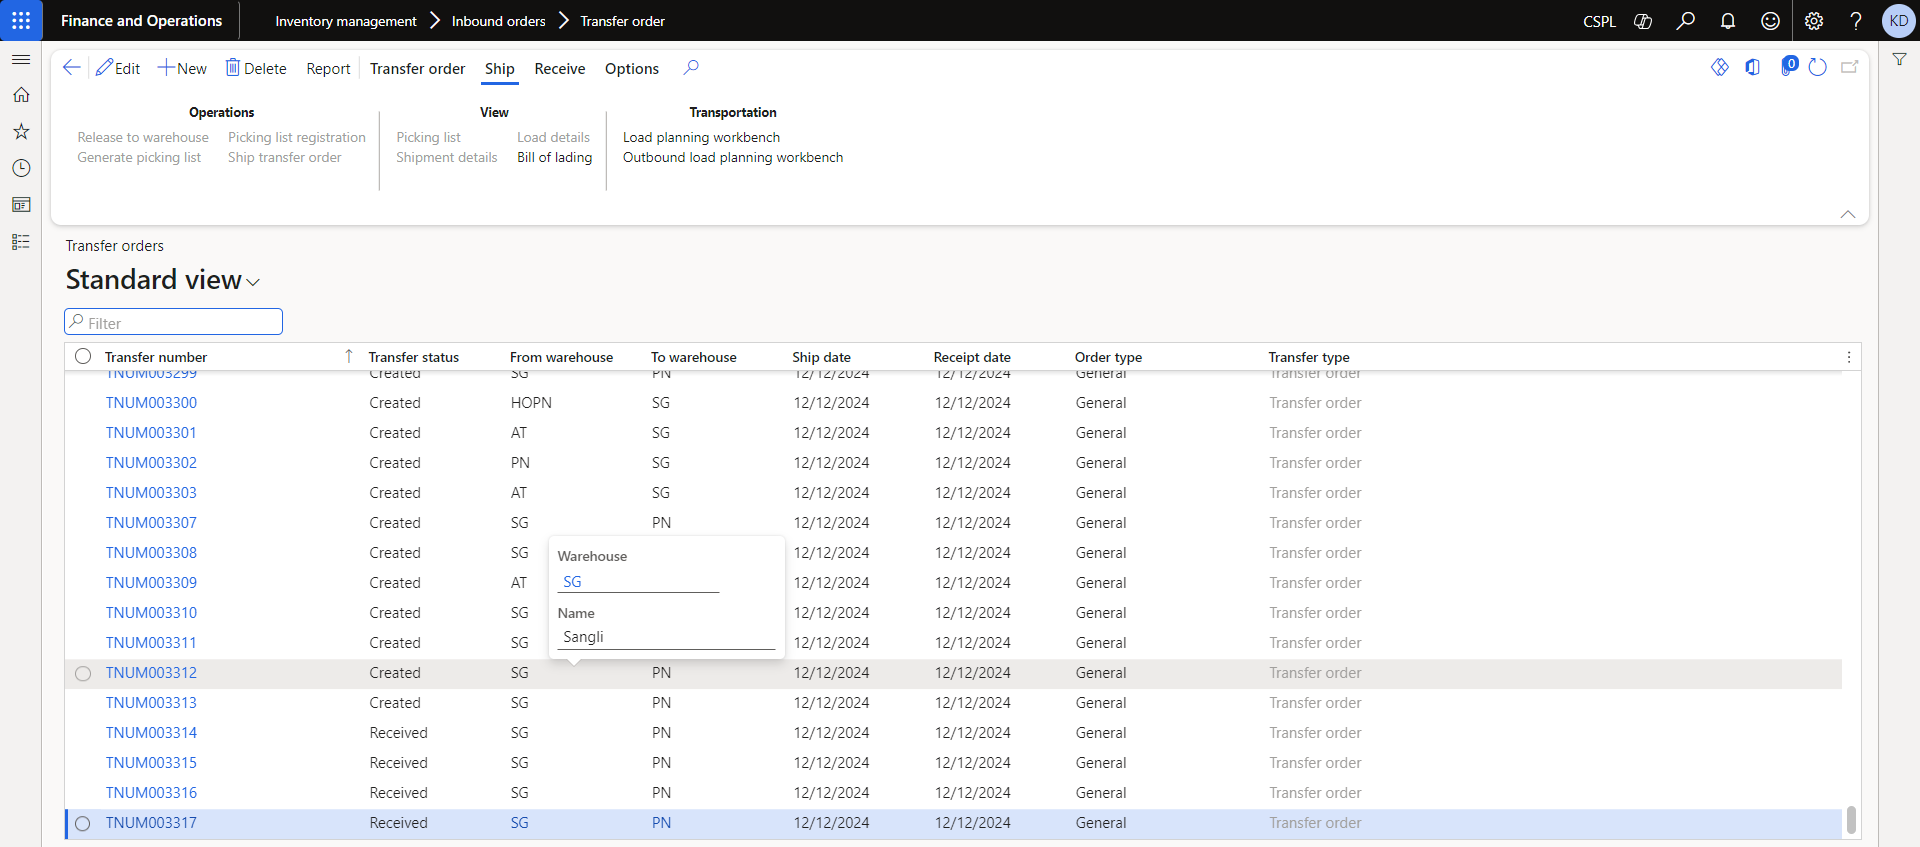 Finance and Operations Inventory management Inbound orders Transfer order CSPL KD
Edit New Delete Report Transfer order Ship Receive Options 0
Operations View Transportation
Release to warehouse Picking list registration Picking list Load details Load planning workbench
Generate picking list Ship transfer order Shipment details Bill of lading Outbound load planning workbench
Transfer orders
Standard view
Filter
Transfer number Transfer status From warehouse To warehouse Ship date Receipt date Order type Transfer type
TNUM003299 Created SG PN 12/12/2024 12/12/2024 General Transfer order
TNUM003300 Created HOPN SG 12/12/2024 12/12/2024 General Transfer order
TNUM003301 Created AT SG 12/12/2024 12/12/2024 General Transfer order
TNUM003302 Created PN SG 12/12/2024 12/12/2024 General Transfer order
TNUM003303 Created AT SG 12/12/2024 12/12/2024 General Transfer order
TNUM003307 Created SG PN 12/12/2024 12/12/2024 General Transfer order
TNUM003308 Created SG 12/12/2024 12/12/2024 General Transfer order
TNUM003309 Created AT 12/12/2024 12/12/2024 General Transfer order
TNUM003310 Created SG 12/12/2024 12/12/2024 General Transfer order
TNUM003311 Created SG 12/12/2024 12/12/2024 General Transfer order
Warehouse
SG
Name
Sangli
TNUM003312 Created SG PN 12/12/2024 12/12/2024 General Transfer order
TNUM003313 Created SG PN 12/12/2024 12/12/2024 General Transfer order
TNUM003314 Received SG PN 12/12/2024 12/12/2024 General Transfer order
TNUM003315 Received SG PN 12/12/2024 12/12/2024 General Transfer order
TNUM003316 Received SG PN 12/12/2024 12/12/2024 General Transfer order
TNUM003317 Received SG PN 12/12/2024 12/12/2024 General Transfer order